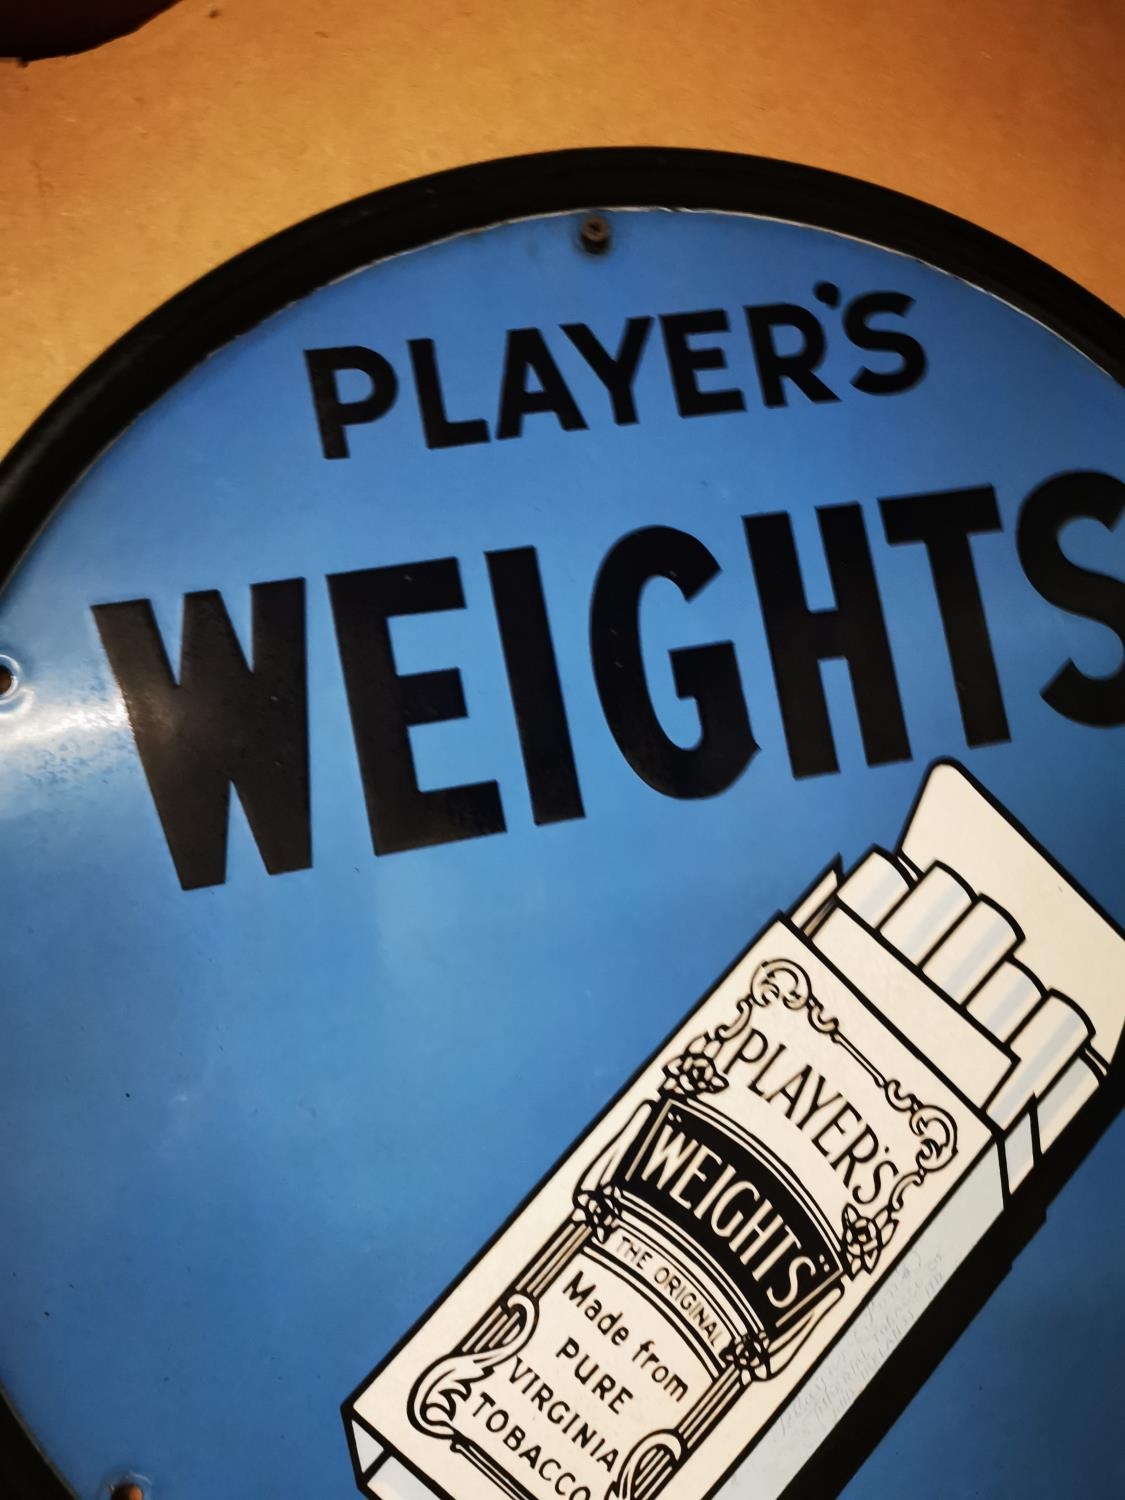 PLAYER'S
WEIGHTS
PLAYER'S
"WEIGHTS"
THE ORIGINAL
Made from
PURE
VIRGINIA
TOBACCO